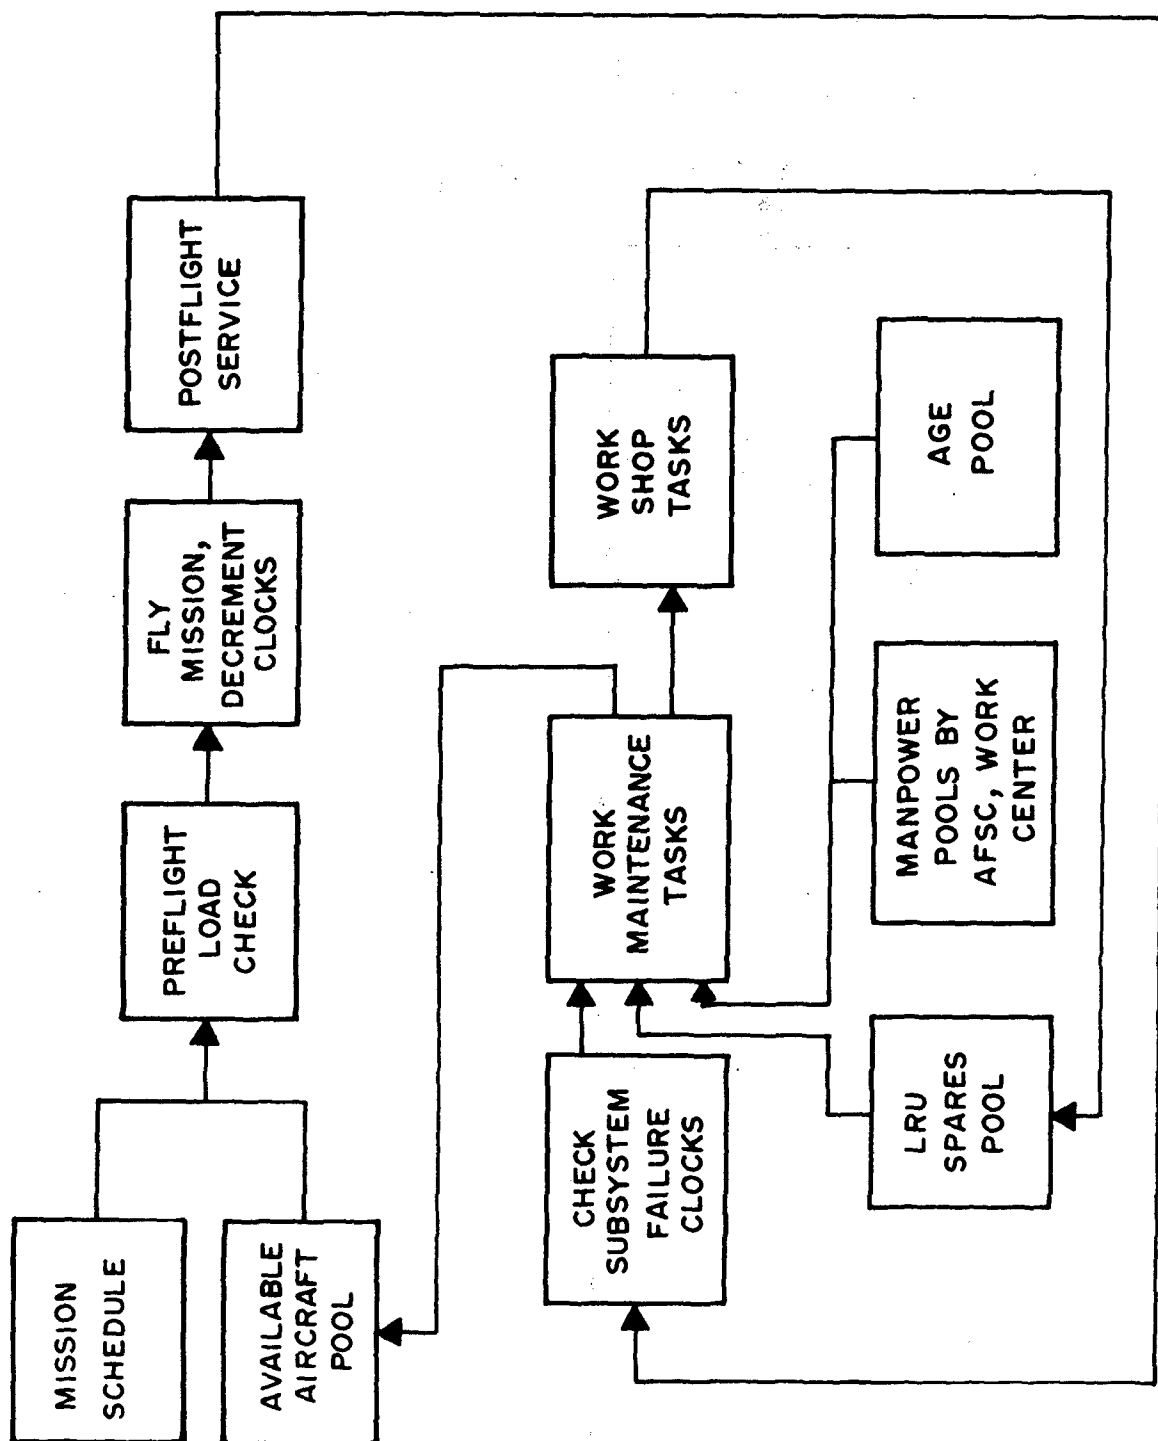 MISSION
SCHEDULE
AVAILABLE
AIRCRAFT
POOL
PREFLIGHT
LOAD
CHECK
FLY
MISSION,
DECREMENT
CLOCKS
POSTFLIGHT
SERVICE
CHECK
SUBSYSTEM
FAILURE
CLOCKS
WORK
MAINTENANCE
TASKS
WORK
SHOP
TASKS
LRU
SPARES
POOL
MANPOWER
POOLS BY
AFSC, WORK
CENTER
AGE
POOL